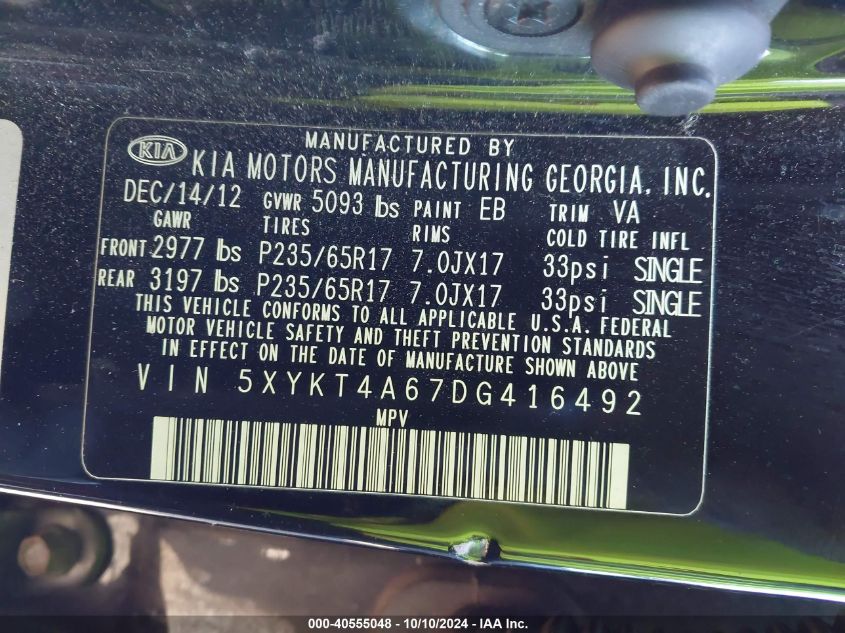 MANUFACTURED BY
KIA KIA MOTORS MANUFACTURING GEORGIA, INC.
DEC/14/12 GVWR 5093 lbs PAINT EB TRIM VA
GAWR TIRES RIMS COLD TIRE INFL
FRONT 2977 lbs P235/65R17 7.0JX17 33psi SINGLE
REAR 3197 lbs P235/65R17 7.0JX17 33psi SINGLE
THIS VEHICLE CONFORMS TO ALL APPLICABLE U.S.A. FEDERAL
MOTOR VEHICLE SAFETY AND THEFT PREVENTION STANDARDS
IN EFFECT ON THE DATE OF MANUFACTURE SHOWN ABOVE
VIN 5XYKT4A67DG416492
MPV
000-40555048 - 10/10/2024 - IAA Inc.